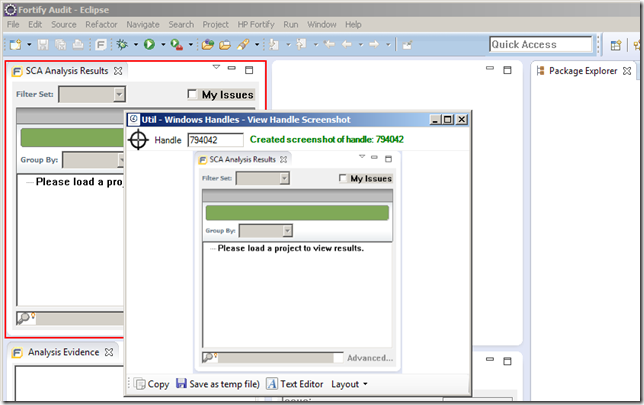 Fortify Audit - Eclipse
File Edit Source Refactor Navigate Search Project HP Fortify Run Window Help
Quick Access
SCA Analysis Results
Filter Set:
My Issues
Group By:
Please load a proj
Analysis Evidence
Util - Windows Handles - View Handle Screenshot
Handle 794042 Created screenshot of handle: 794042
SCA Analysis Results
Filter Set:
My Issues
Group By:
Please load a project to view results.
Advanced...
Copy Save as temp file) Text Editor Layout
Package Explorer